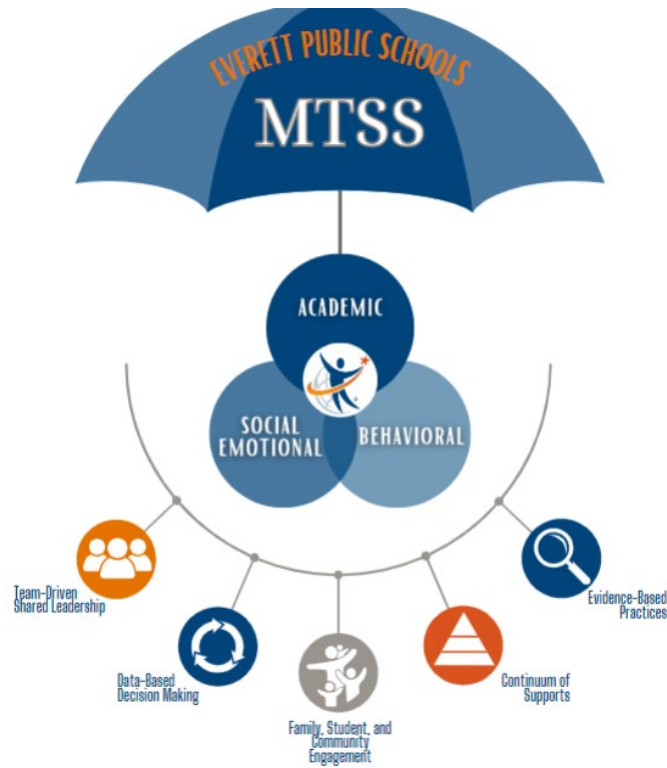 EVERETT PUBLIC SCHOOLS
MTSS
ACADEMIC
SOCIAL
EMOTIONAL
BEHAVIORAL
Team-Driven
Shared Leadership
Data-Based
Decision Making
Family, Student, and
Community
Engagement
Continuum of
Supports
Evidence-Based
Practices